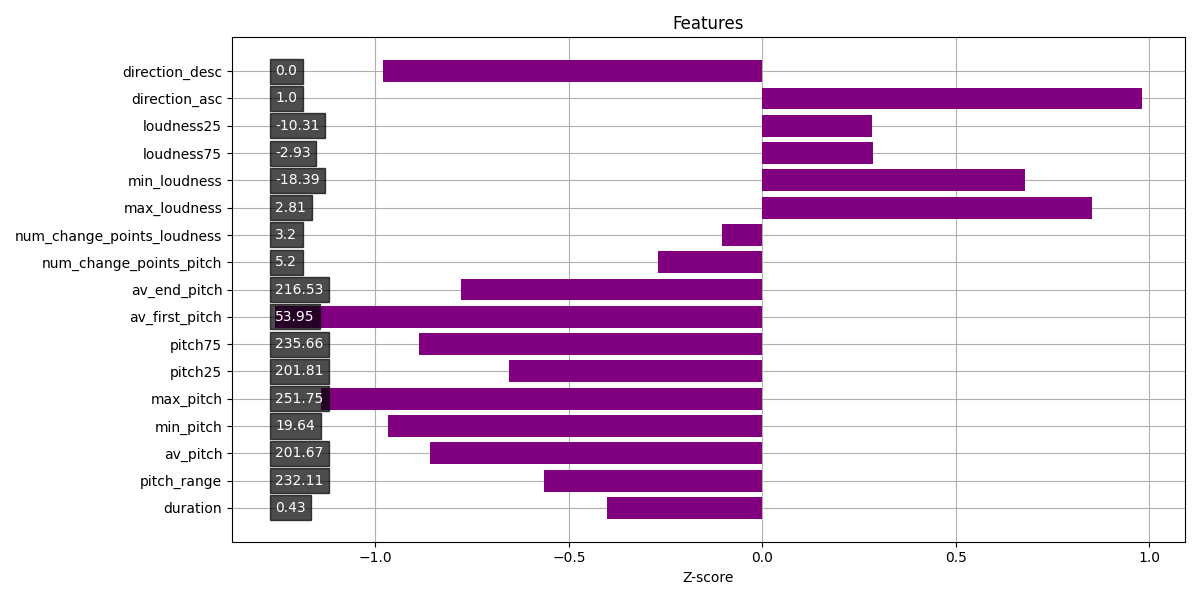 Features
direction_desc 0.0
direction_asc 1.0
loudness25 -10.31
loudness75 -2.93
min_loudness -18.39
max_loudness 2.81
num_change_points_loudness 3.2
num_change_points_pitch 5.2
av_end_pitch 216.53
av_first_pitch 53.95
pitch75 235.66
pitch25 201.81
max_pitch 251.75
min_pitch 19.64
av_pitch 201.67
pitch_range 232.11
duration 0.43
−1.0 −0.5 0.0 0.5 1.0
Z-score